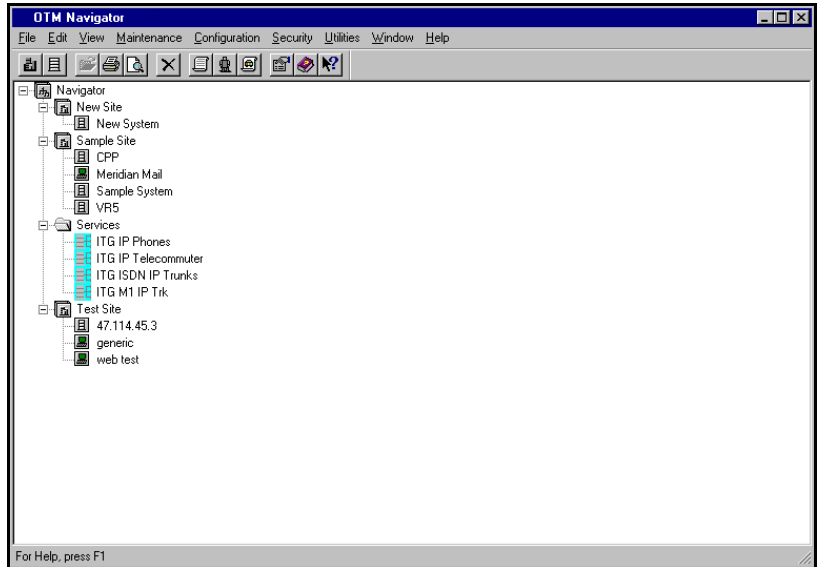 OTM Navigator
File Edit View Maintenance Configuration Security Utilities Window Help
Navigator
New Site
New System
Sample Site
CPP
Meridian Mail
Sample System
VR5
Services
ITG IP Phones
ITG IP Telecommuter
ITG ISDN IP Trunks
ITG M1 IP Trk
Test Site
47.114.45.3
generic
web test
For Help, press F1